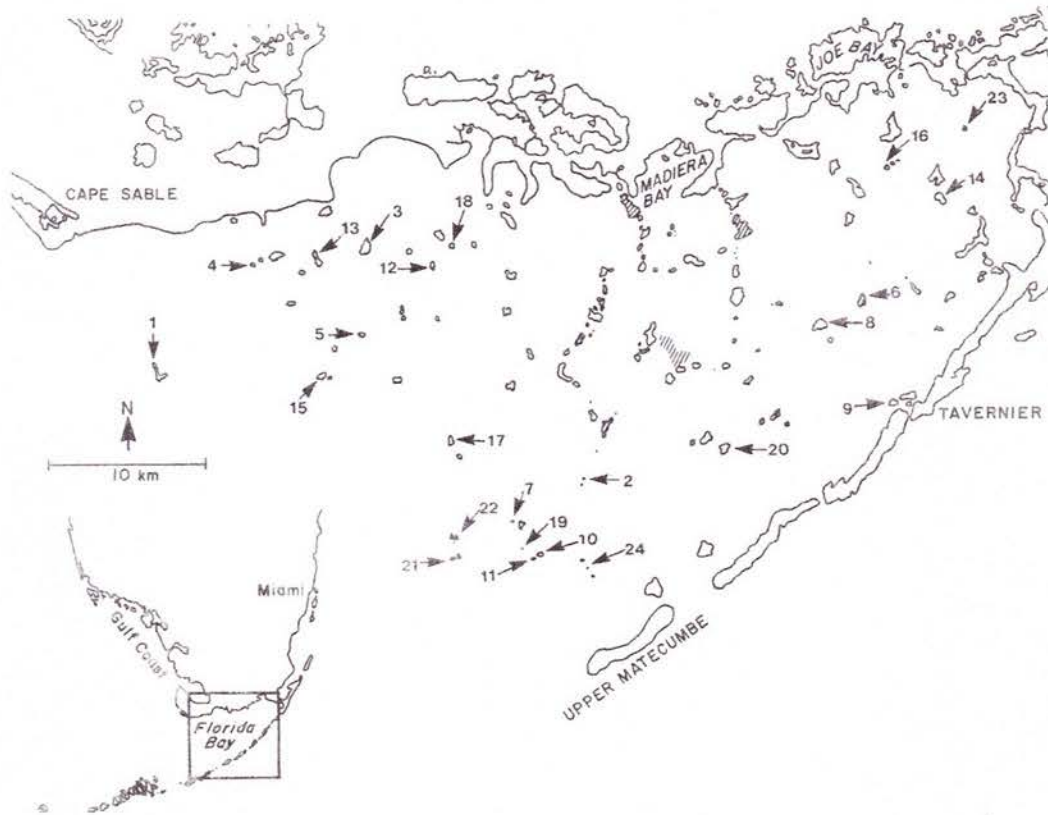 JOE BAY
23
16
MADIERA
BAY
14
CAPE SABLE
18
3
13
4
12
6
1
5
8
15
9
TAVERNIER
N
17
20
10 km
2
7
22
19
10
24
21
11
Miami
Gulf Coast
UPPER MATECUMBE
Florida
Bay